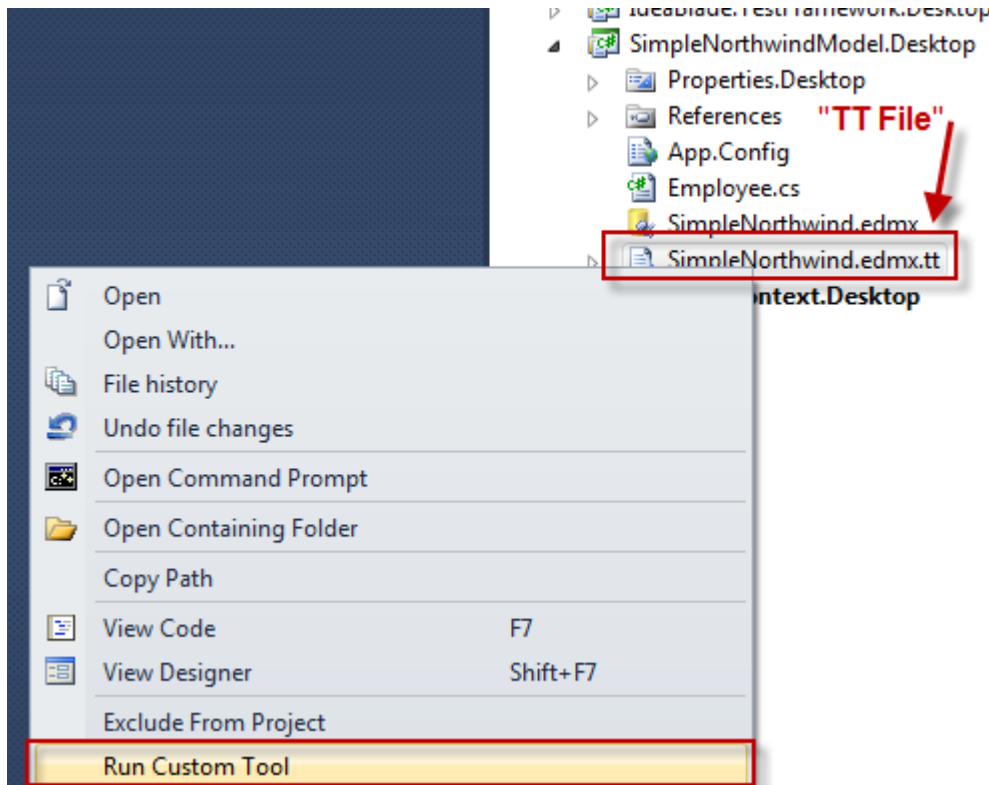 Ideablade.TestFramework.Desktop
SimpleNorthwindModel.Desktop
Properties.Desktop
References
"TT File"
App.Config
Employee.cs
SimpleNorthwind.edmx
SimpleNorthwind.edmx.tt
ntext.Desktop
Open
Open With...
File history
Undo file changes
Open Command Prompt
Open Containing Folder
Copy Path
View Code F7
View Designer Shift+F7
Exclude From Project
Run Custom Tool